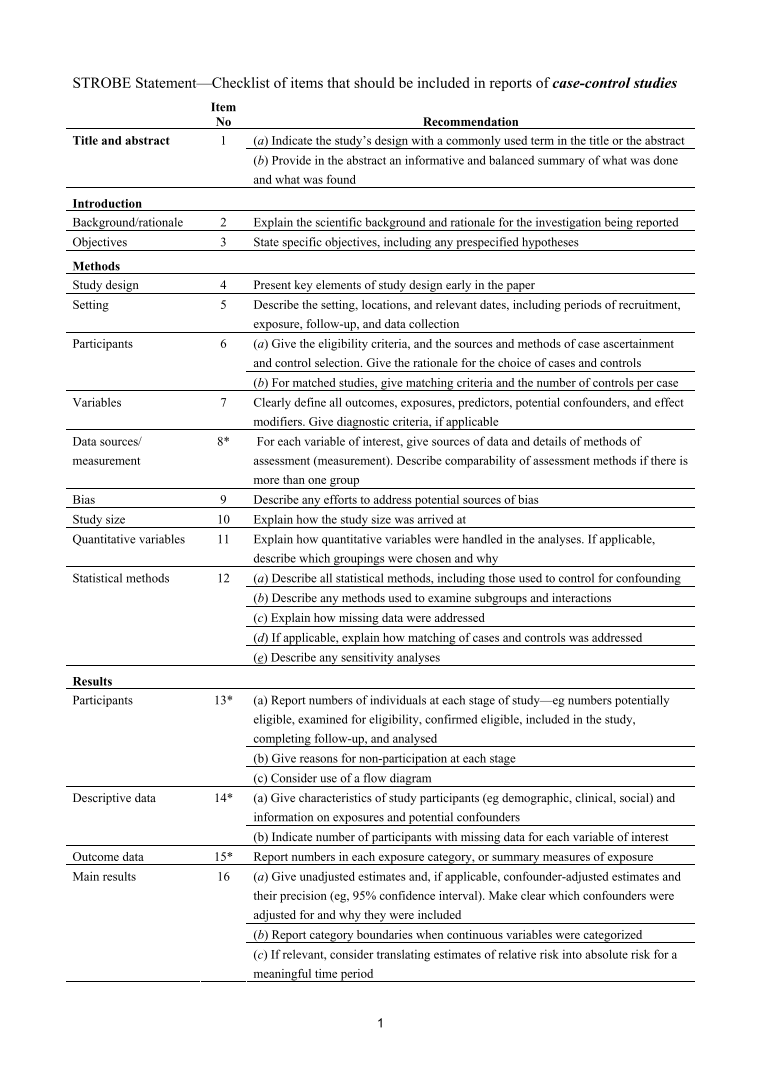 STROBE Statement—Checklist of items that should be included in reports of case-control studies
Item
No
Recommendation
Title and abstract 1 (a) Indicate the study’s design with a commonly used term in the title or the abstract
(b) Provide in the abstract an informative and balanced summary of what was done
and what was found
Introduction
Background/rationale 2 Explain the scientific background and rationale for the investigation being reported
Objectives 3 State specific objectives, including any prespecified hypotheses
Methods
Study design 4 Present key elements of study design early in the paper
Setting 5 Describe the setting, locations, and relevant dates, including periods of recruitment,
exposure, follow-up, and data collection
Participants 6 (a) Give the eligibility criteria, and the sources and methods of case ascertainment
and control selection. Give the rationale for the choice of cases and controls
(b) For matched studies, give matching criteria and the number of controls per case
Variables 7 Clearly define all outcomes, exposures, predictors, potential confounders, and effect
modifiers. Give diagnostic criteria, if applicable
Data sources/ 8* For each variable of interest, give sources of data and details of methods of
measurement assessment (measurement). Describe comparability of assessment methods if there is
more than one group
Bias 9 Describe any efforts to address potential sources of bias
Study size 10 Explain how the study size was arrived at
Quantitative variables 11 Explain how quantitative variables were handled in the analyses. If applicable,
describe which groupings were chosen and why
Statistical methods 12 (a) Describe all statistical methods, including those used to control for confounding
(b) Describe any methods used to examine subgroups and interactions
(c) Explain how missing data were addressed
(d) If applicable, explain how matching of cases and controls was addressed
(e) Describe any sensitivity analyses
Results
Participants 13* (a) Report numbers of individuals at each stage of study—eg numbers potentially
eligible, examined for eligibility, confirmed eligible, included in the study,
completing follow-up, and analysed
(b) Give reasons for non-participation at each stage
(c) Consider use of a flow diagram
Descriptive data 14* (a) Give characteristics of study participants (eg demographic, clinical, social) and
information on exposures and potential confounders
(b) Indicate number of participants with missing data for each variable of interest
Outcome data 15* Report numbers in each exposure category, or summary measures of exposure
Main results 16 (a) Give unadjusted estimates and, if applicable, confounder-adjusted estimates and
their precision (eg, 95% confidence interval). Make clear which confounders were
adjusted for and why they were included
(b) Report category boundaries when continuous variables were categorized
(c) If relevant, consider translating estimates of relative risk into absolute risk for a
meaningful time period
1